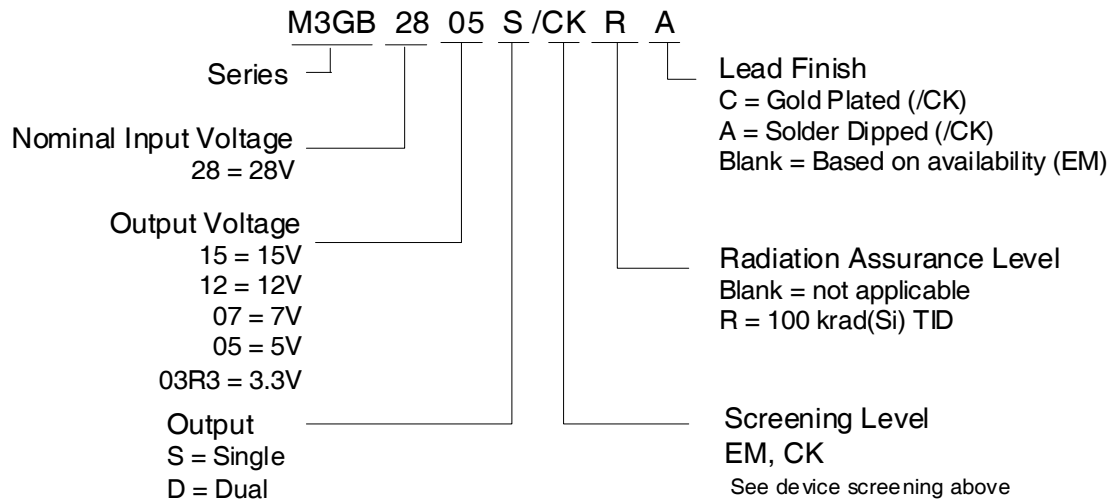 M3GB 28 05 S /CK R A
Series
Nominal Input Voltage
28 = 28V
Output Voltage
15 = 15V
12 = 12V
07 = 7V
05 = 5V
03R3 = 3.3V
Output
S = Single
D = Dual
Lead Finish
C = Gold Plated (/CK)
A = Solder Dipped (/CK)
Blank = Based on availability (EM)
Radiation Assurance Level
Blank = not applicable
R = 100 krad(Si) TID
Screening Level
EM, CK
See device screening above